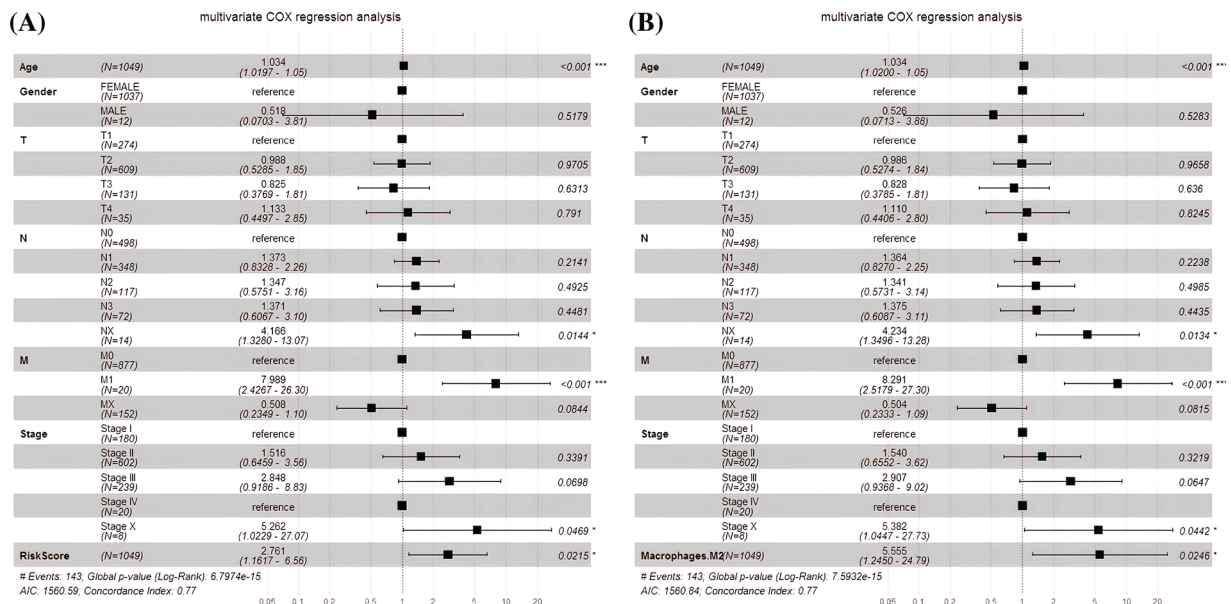 (A)
multivariate COX regression analysis
Age (N=1049) 1.034 (1.0197 - 1.05) <0.001 ***
Gender FEMALE (N=1037) reference
MALE (N=12) 0.518 (0.0703 - 3.81) 0.5179
T T1 (N=274) reference
T2 (N=609) 0.988 (0.5285 - 1.85) 0.9705
T3 (N=131) 0.825 (0.3769 - 1.81) 0.6313
T4 (N=35) 1.133 (0.4497 - 2.85) 0.791
N N0 (N=498) reference
N1 (N=348) 1.373 (0.8328 - 2.26) 0.2141
N2 (N=117) 1.347 (0.5751 - 3.16) 0.4925
N3 (N=72) 1.371 (0.6067 - 3.10) 0.4481
NX (N=14) 4.166 (1.3280 - 13.07) 0.0144 *
M M0 (N=877) reference
M1 (N=20) 7.989 (2.4267 - 26.30) <0.001 ***
MX (N=152) 0.508 (0.2349 - 1.10) 0.0844
Stage Stage I (N=180) reference
Stage II (N=602) 1.516 (0.6459 - 3.56) 0.3391
Stage III (N=239) 2.848 (0.9186 - 8.83) 0.0698
Stage IV (N=20) reference
Stage X (N=8) 5.262 (1.0229 - 27.07) 0.0469 *
RiskScore (N=1049) 2.761 (1.1617 - 6.56) 0.0215 *
# Events: 143; Global p-value (Log-Rank): 6.7974e-15
AIC: 1560.59; Concordance Index: 0.77
0.05 0.1 0.2 0.5 1 2 5 10 20
(B)
multivariate COX regression analysis
Age (N=1049) 1.034 (1.0200 - 1.05) <0.001 ***
Gender FEMALE (N=1037) reference
MALE (N=12) 0.526 (0.0713 - 3.88) 0.5283
T T1 (N=274) reference
T2 (N=609) 0.986 (0.5274 - 1.84) 0.9658
T3 (N=131) 0.828 (0.3785 - 1.81) 0.636
T4 (N=35) 1.110 (0.4406 - 2.80) 0.8245
N N0 (N=498) reference
N1 (N=348) 1.364 (0.8270 - 2.25) 0.2238
N2 (N=117) 1.341 (0.5731 - 3.14) 0.4985
N3 (N=72) 1.375 (0.6087 - 3.11) 0.4435
NX (N=14) 4.234 (1.3496 - 13.28) 0.0134 *
M M0 (N=877) reference
M1 (N=20) 8.291 (2.5179 - 27.30) <0.001 ***
MX (N=152) 0.504 (0.2333 - 1.09) 0.0815
Stage Stage I (N=180) reference
Stage II (N=602) 1.540 (0.6552 - 3.62) 0.3219
Stage III (N=239) 2.907 (0.9368 - 9.02) 0.0647
Stage IV (N=20) reference
Stage X (N=8) 5.382 (1.0447 - 27.73) 0.0442 *
Macrophages.M2 (N=1049) 5.555 (1.2450 - 24.79) 0.0246 *
# Events: 143; Global p-value (Log-Rank): 7.5932e-15
AIC: 1560.84; Concordance Index: 0.77
0.05 0.1 0.2 0.5 1 2 5 10 20